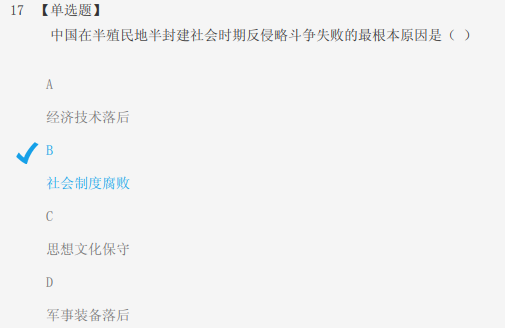 17 【单选题】
中国在半殖民地半封建社会时期反侵略斗争失败的最根本原因是（ ）
A
经济技术落后
B
社会制度腐败
C
思想文化保守
D
军事装备落后